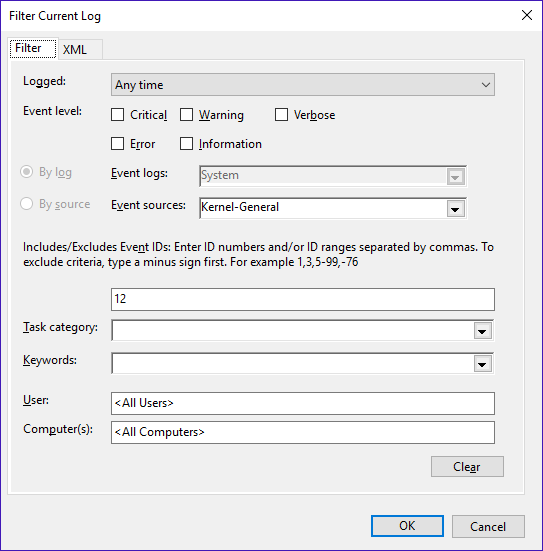 Filter Current Log
Filter XML
Logged: Any time
Event level: Critical Warning Verbose
Error Information
By log Event logs: System
By source Event sources: Kernel-General
Includes/Excludes Event IDs: Enter ID numbers and/or ID ranges separated by commas. To
exclude criteria, type a minus sign first. For example 1,3,5-99,-76
12
Task category:
Keywords:
User: <All Users>
Computer(s): <All Computers>
Clear
OK Cancel